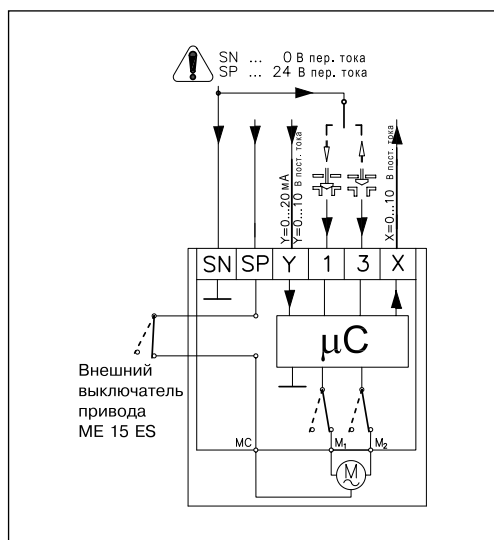 SN ... 0 В пер. тока
SP ... 24 В пер. тока
Y=0...20 мА
Y=0...10 В пост. тока
X=0...10 В пост. тока
SN SP Y 1 3 X
μC
Внешний
выключатель
привода
ME 15 ES
MC M₁ M₂
M